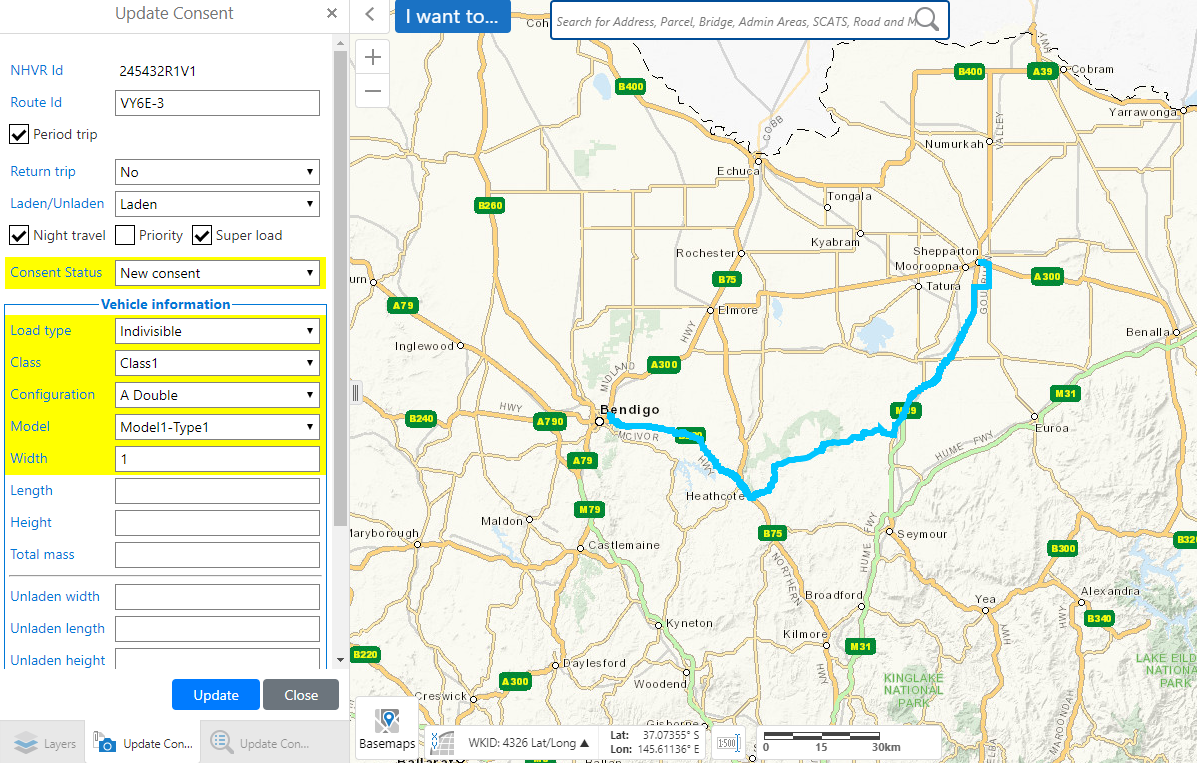 Update Consent
NHVR Id 245432R1V1
Route Id VY6E-3
Period trip
Return trip No
Laden/Unladen Laden
Night travel Priority Super load
Consent Status New consent
Vehicle information
Load type Indivisible
Class Class1
Configuration A Double
Model Model1-Type1
Width 1
Length
Height
Total mass
Unladen width
Unladen length
Unladen height
Update Close
Layers Update Con... Update Con...
I want to...
Search for Address, Parcel, Bridge, Admin Areas, SCATS, Road and M
B400
A39
Cobram
B400
Yarrawonga
COBB
HWY
VALLEY
Numurkah
Echuca
Tongala
B260
Kyabram
Shepparton
Mooroopna
Rochester
A300
B75
Tatura
GOULBURN
A79
Elmore
Benalla
HWY
Inglewood
MIDLAND
A300
M31
HWY
Bendigo
M39
B240
A790
MCIVOR
Euroa
HUME FWY
A79
HWY
Heathcote
M79
Maldon
B75
Seymour
Maryborough
Castlemaine
HUME FWY
B300
B320
NORTHERN
Broadford
Yea
Alexandra
HWY
B340
Kyneton
Kilmore
HWY
M31
B220
Daylesford
LAKE EILD
NATIONA
PARK
A300
Woodend
HWY
KINGLAKE
NATIONAL
PARK
Creswick
MAROONDAH
Gisborne
Basemaps
WKID: 4326 Lat/Long
Lat: 37.07355° S
Lon: 145.61136° E
1:500
0 15 30km
Ballarat